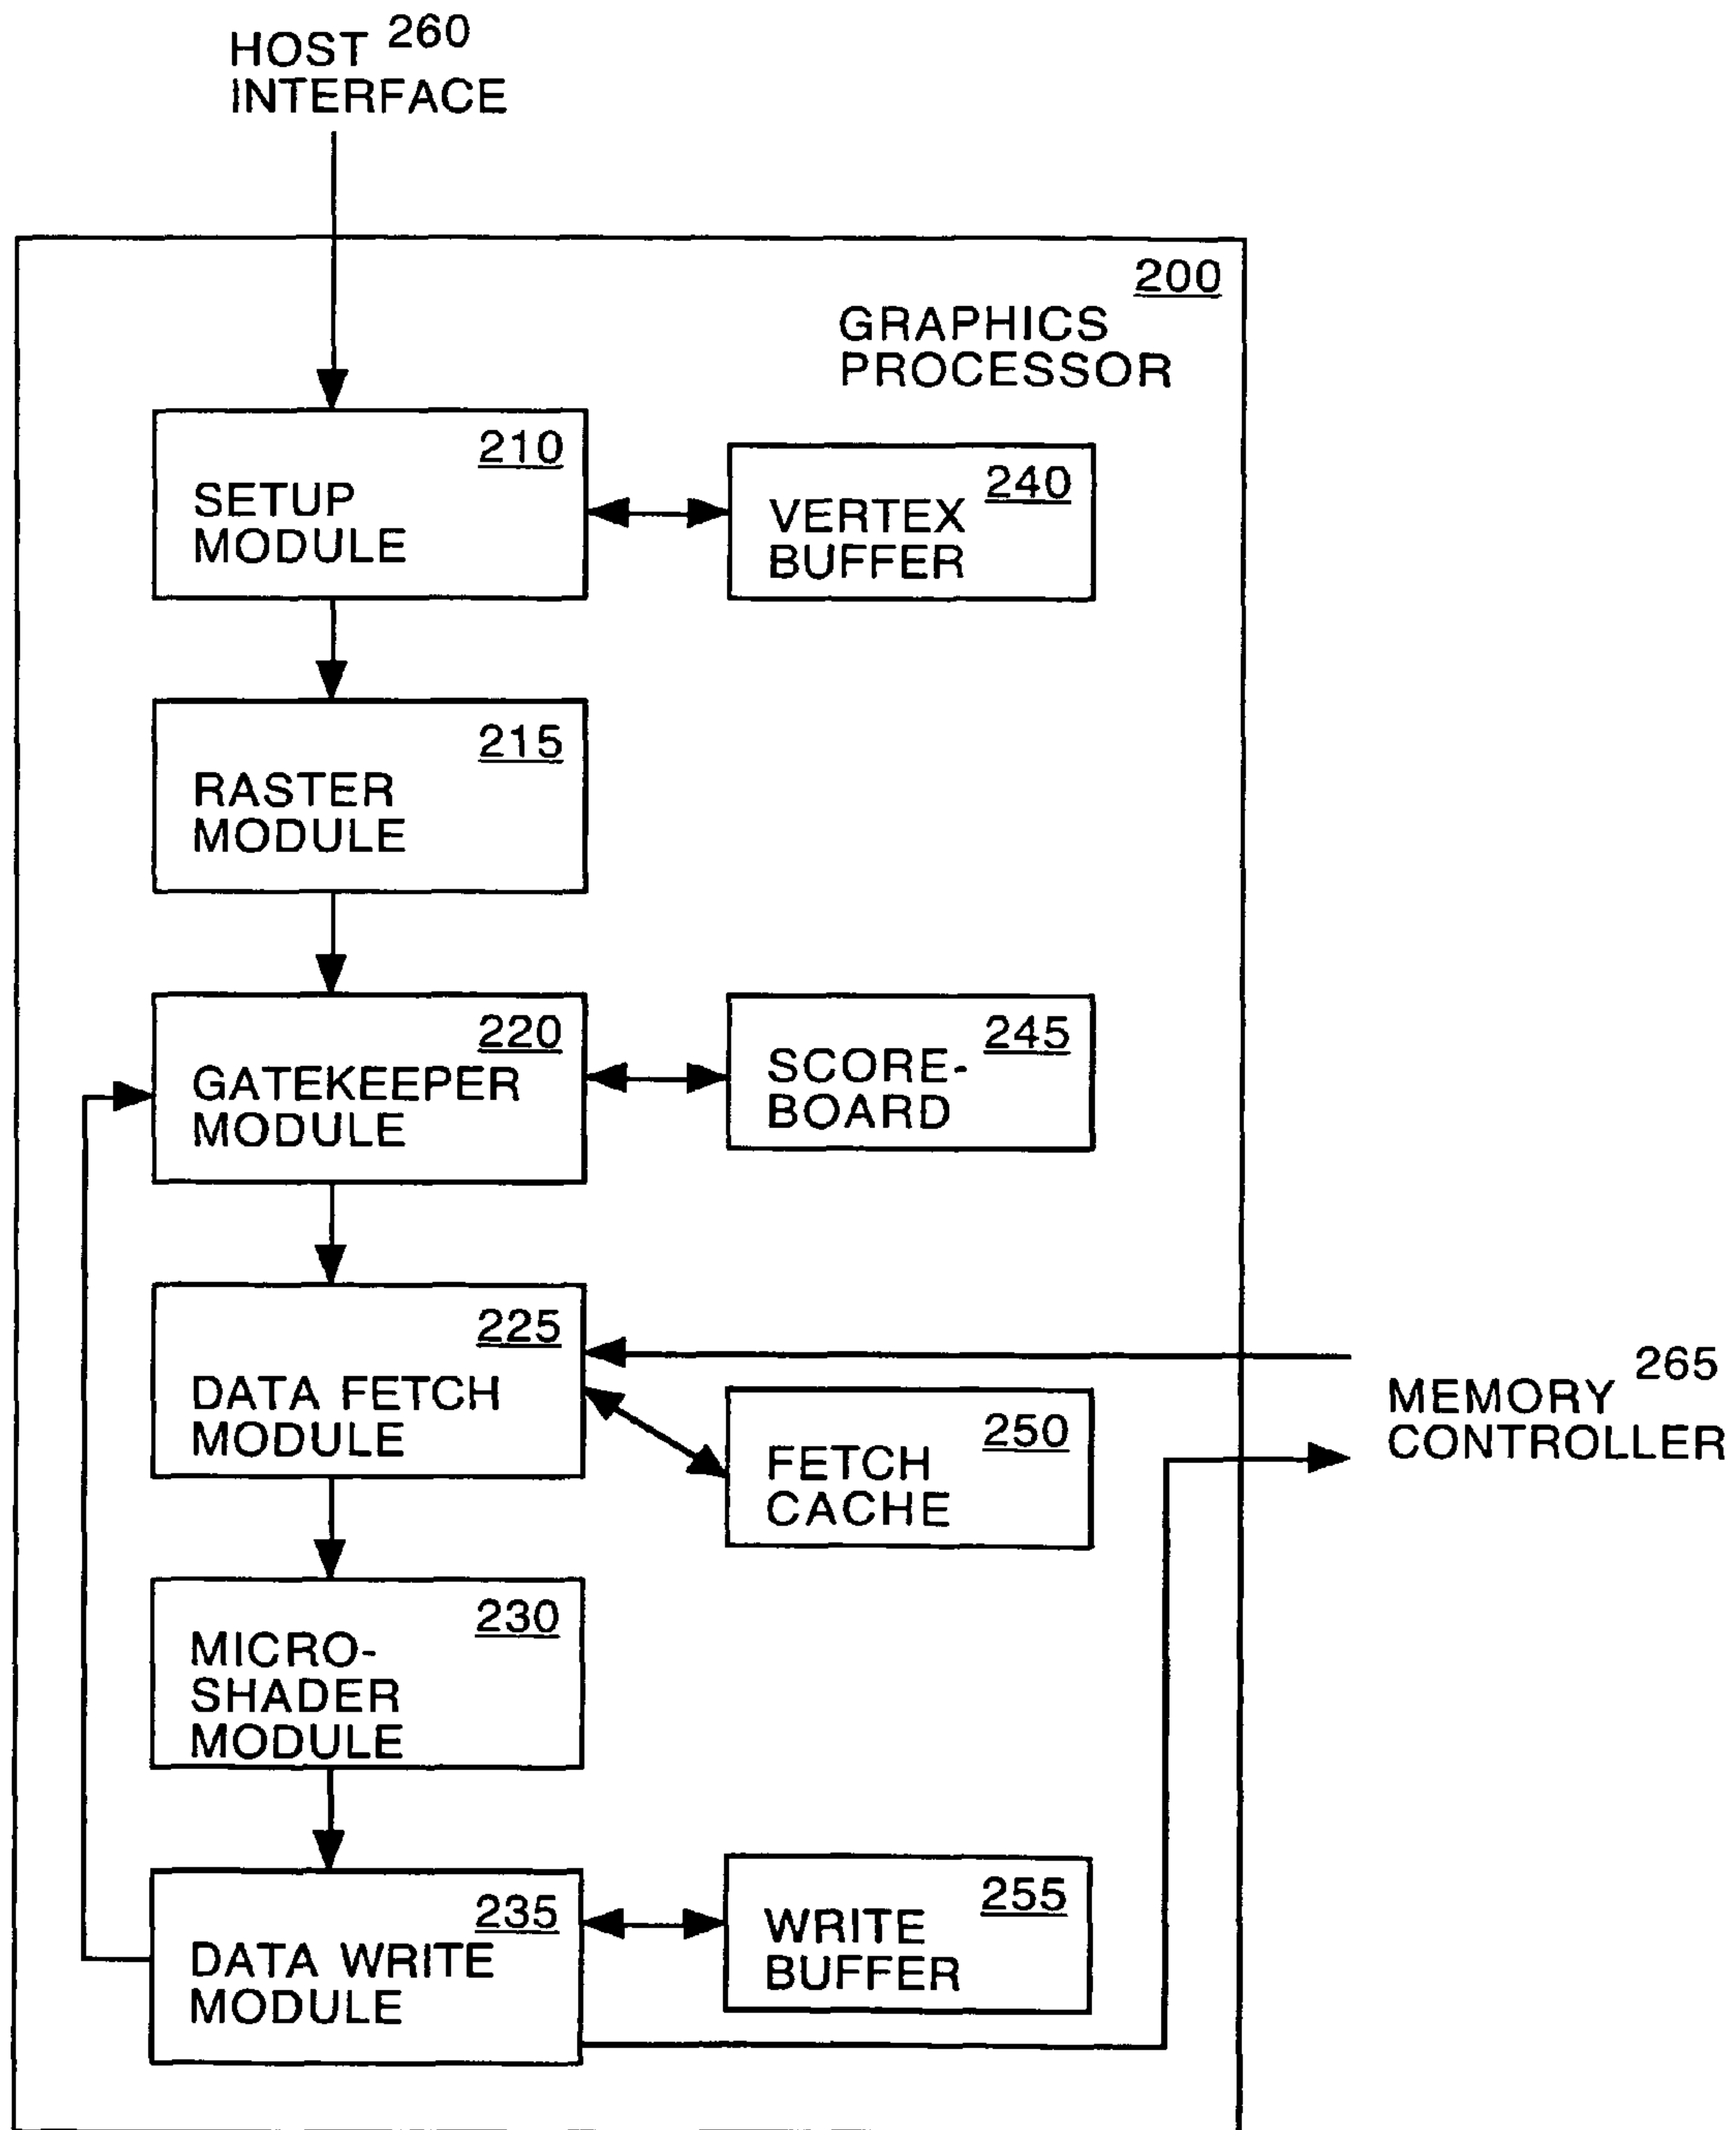 HOST 260
INTERFACE
200
GRAPHICS
PROCESSOR
210
SETUP
MODULE
240
VERTEX
BUFFER
215
RASTER
MODULE
220
GATEKEEPER
MODULE
245
SCORE-
BOARD
225
DATA FETCH
MODULE
250
FETCH
CACHE
265
MEMORY
CONTROLLER
230
MICRO-
SHADER
MODULE
235
DATA WRITE
MODULE
255
WRITE
BUFFER